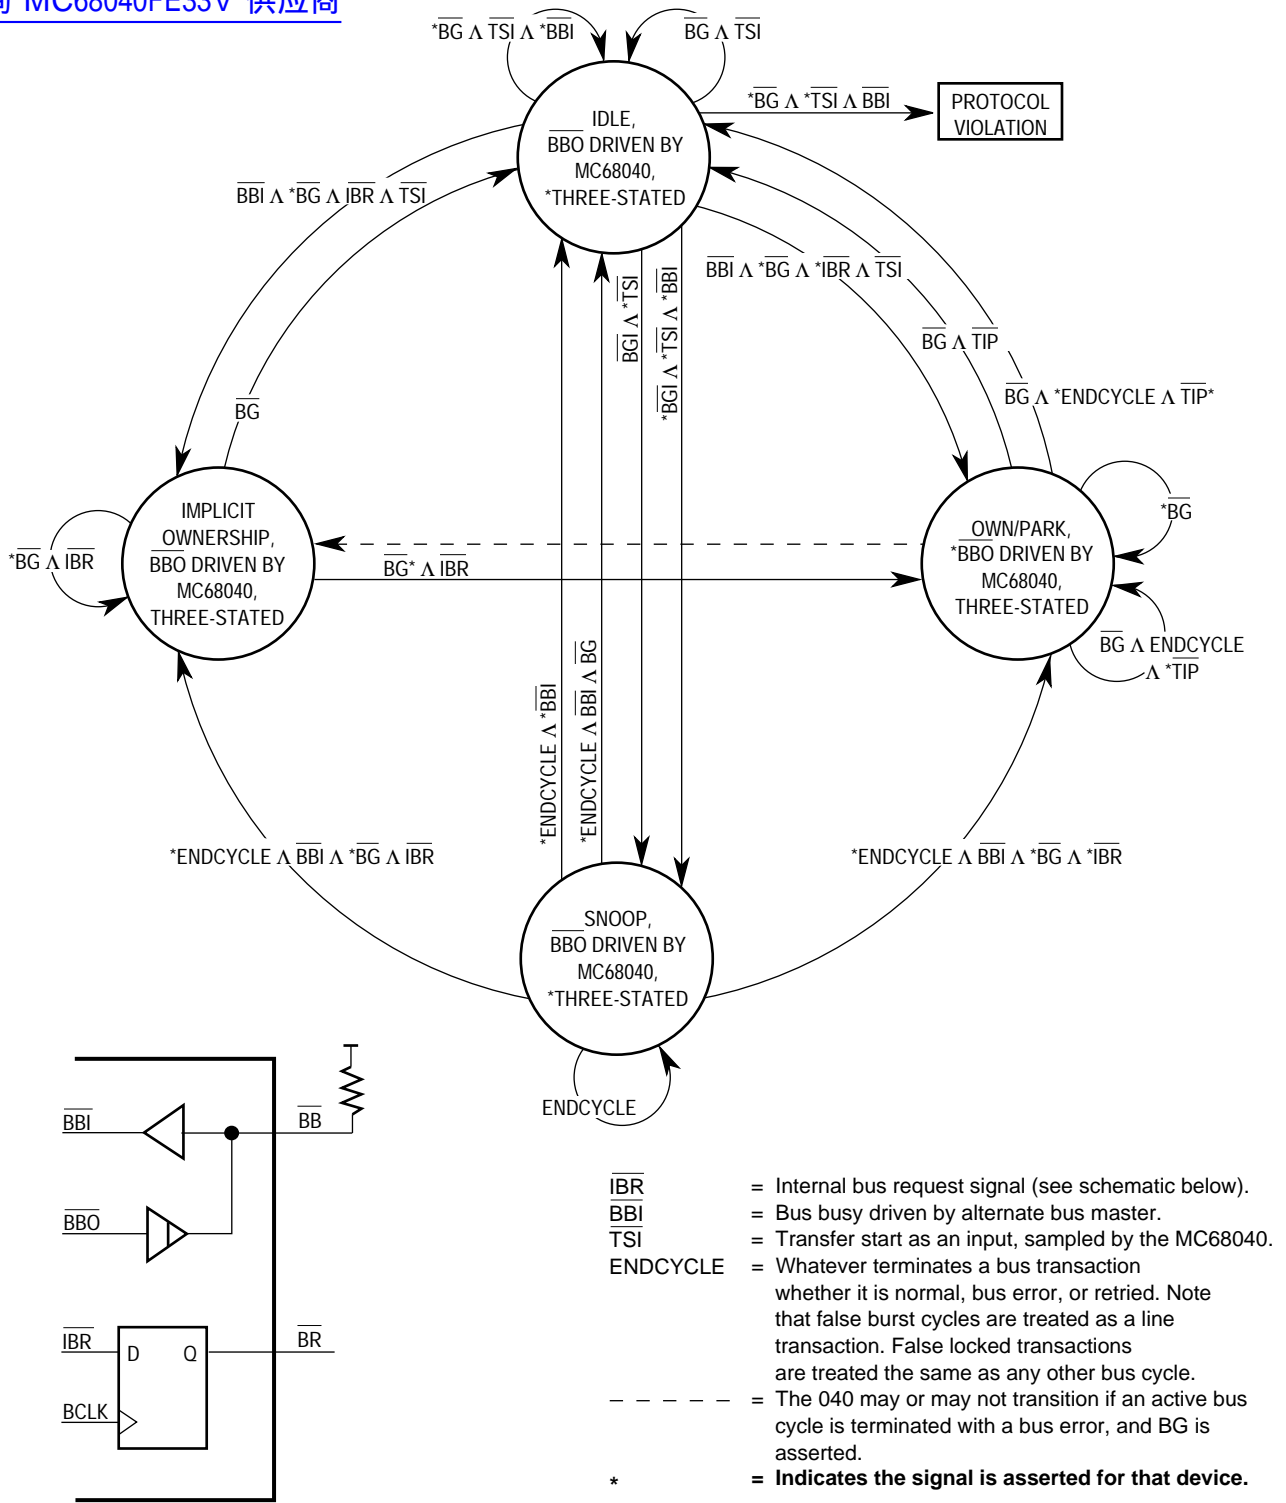 MC68040FE33V 供应商
*BG Λ TSI Λ *BBI
BG Λ TSI
*BG Λ *TSI Λ BBI
PROTOCOL
VIOLATION
IDLE,
BBO DRIVEN BY
MC68040,
*THREE-STATED
BBI Λ *BG Λ IBR Λ TSI
BBI Λ *BG Λ *IBR Λ TSI
BGI Λ *TSI
*BGI Λ *TSI Λ *BBI
BG Λ TIP
BG Λ *ENDCYCLE Λ TIP*
BG
IMPLICIT
OWNERSHIP,
BBO DRIVEN BY
MC68040,
THREE-STATED
*BG Λ IBR
BG* Λ IBR
OWN/PARK,
*BBO DRIVEN BY
MC68040,
THREE-STATED
*BG
BG Λ ENDCYCLE
Λ *TIP
*ENDCYCLE Λ *BBI
*ENDCYCLE Λ BBI Λ BG
*ENDCYCLE Λ BBI Λ *BG Λ IBR
*ENDCYCLE Λ BBI Λ *BG Λ *IBR
SNOOP,
BBO DRIVEN BY
MC68040,
*THREE-STATED
ENDCYCLE
BBI
BB
BBO
IBR
D Q
BR
BCLK
IBR = Internal bus request signal (see schematic below).
BBI = Bus busy driven by alternate bus master.
TSI = Transfer start as an input, sampled by the MC68040.
ENDCYCLE = Whatever terminates a bus transaction
whether it is normal, bus error, or retried. Note
that false burst cycles are treated as a line
transaction. False locked transactions
are treated the same as any other bus cycle.
– – – – – = The 040 may or may not transition if an active bus
cycle is terminated with a bus error, and BG is
asserted.
* = Indicates the signal is asserted for that device.